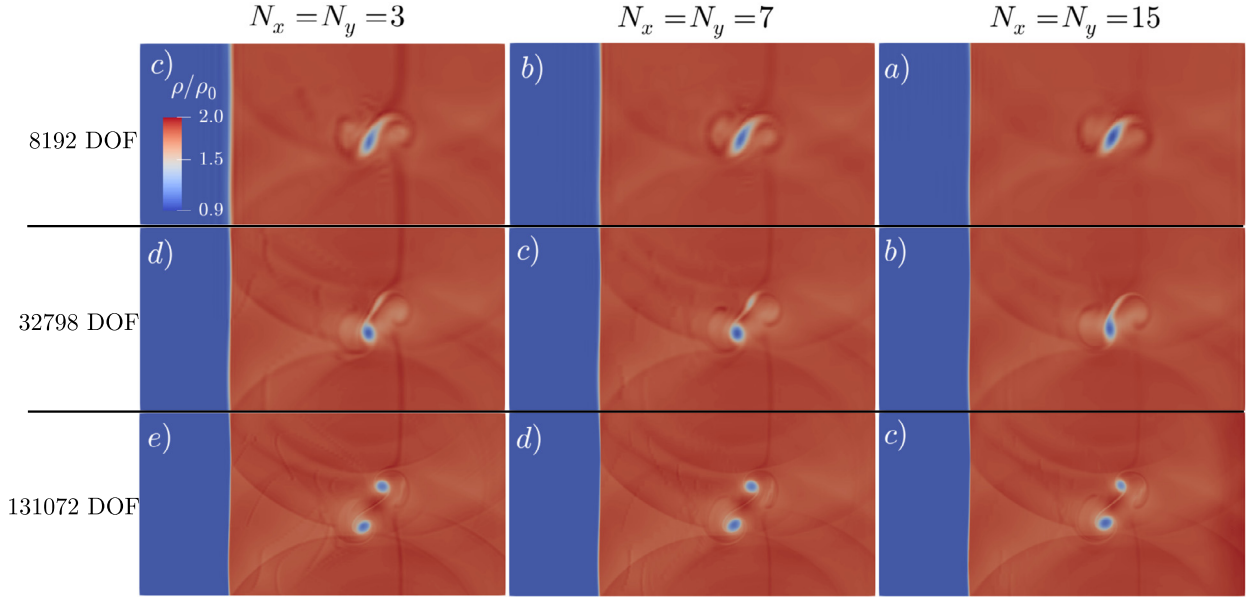 N_x = N_y = 3
N_x = N_y = 7
N_x = N_y = 15
8192 DOF
c)
ρ/ρ_0
2.0
1.5
0.9
b)
a)
32798 DOF
d)
c)
b)
131072 DOF
e)
d)
c)